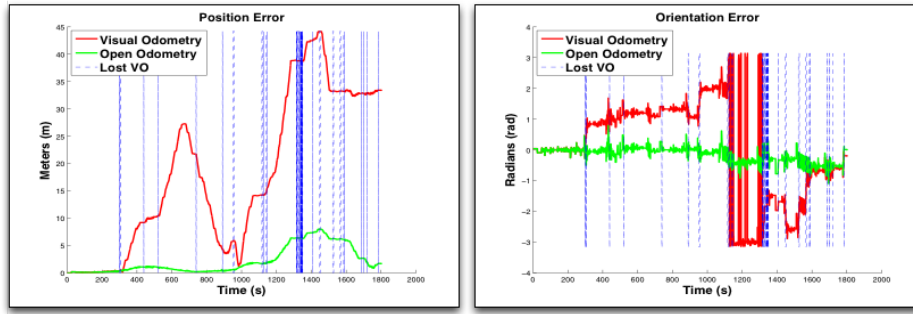 Position Error
Visual Odometry
Open Odometry
Lost VO
Meters (m)
45
40
35
30
25
20
15
10
5
0
0 200 400 600 800 1000 1200 1400 1600 1800 2000
Time (s)
Orientation Error
Visual Odometry
Open Odometry
Lost VO
Radians (rad)
4
3
2
1
0
−1
−2
−3
−4
0 200 400 600 800 1000 1200 1400 1600 1800 2000
Time (s)